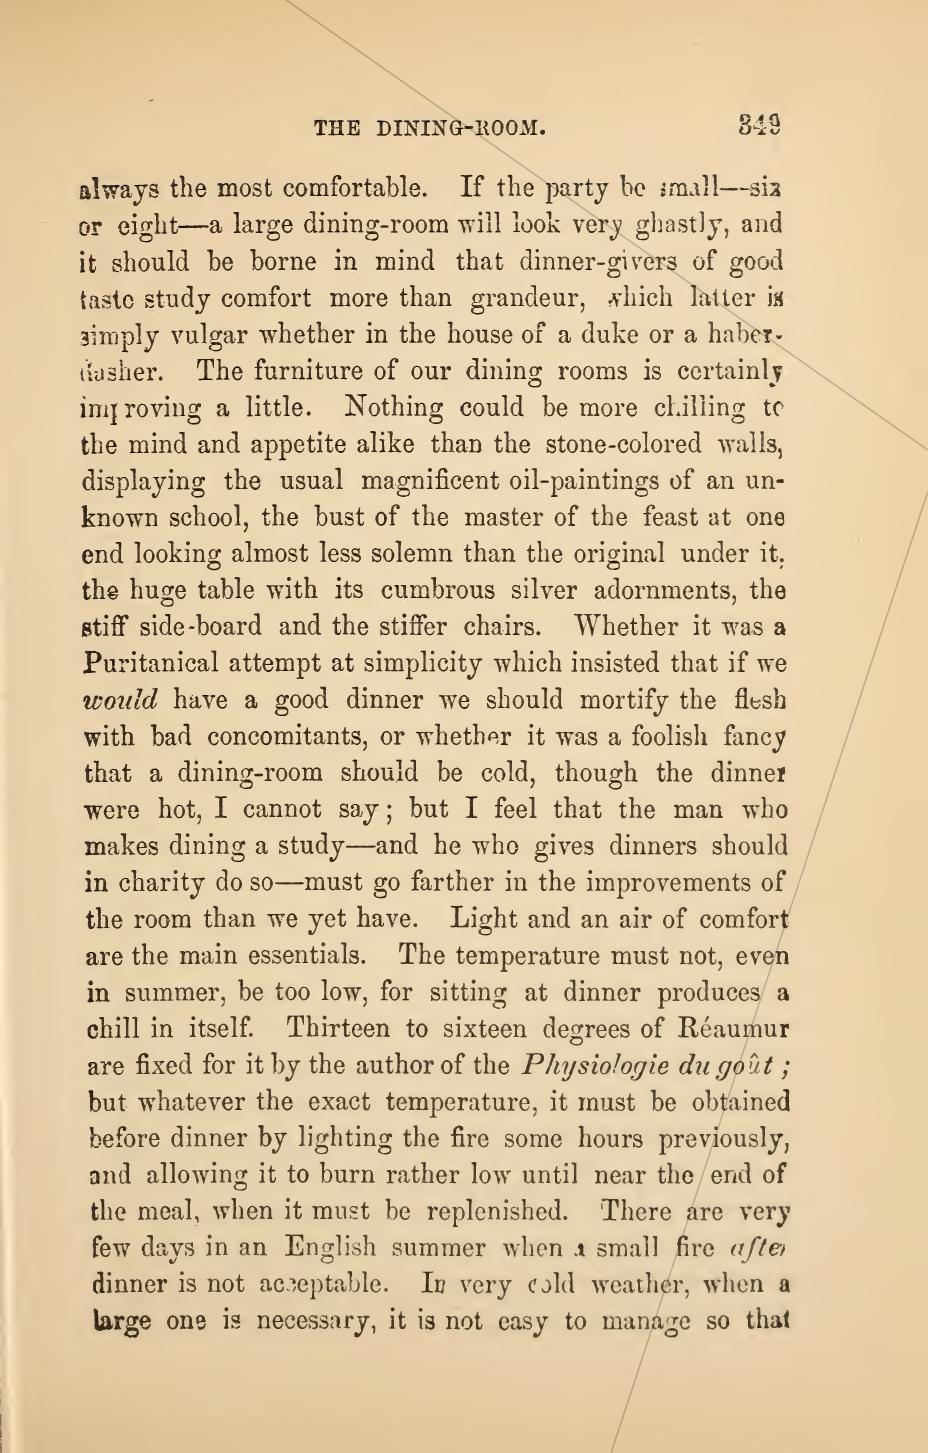 THE DINING-ROOM. 349
always the most comfortable. If the party be small—six
or eight—a large dining-room will look very ghastly, and
it should be borne in mind that dinner-givers of good
taste study comfort more than grandeur, which latter is
simply vulgar whether in the house of a duke or a haber-
dasher. The furniture of our dining rooms is certainly
improving a little. Nothing could be more chilling to
the mind and appetite alike than the stone-colored walls,
displaying the usual magnificent oil-paintings of an un-
known school, the bust of the master of the feast at one
end looking almost less solemn than the original under it,
the huge table with its cumbrous silver adornments, the
stiff side-board and the stiffer chairs. Whether it was a
Puritanical attempt at simplicity which insisted that if we
would have a good dinner we should mortify the flesh
with bad concomitants, or whether it was a foolish fancy
that a dining-room should be cold, though the dinner
were hot, I cannot say; but I feel that the man who
makes dining a study—and he who gives dinners should
in charity do so—must go farther in the improvements of
the room than we yet have. Light and an air of comfort
are the main essentials. The temperature must not, even
in summer, be too low, for sitting at dinner produces a
chill in itself. Thirteen to sixteen degrees of Réaumur
are fixed for it by the author of the Physiologie du goût;
but whatever the exact temperature, it must be obtained
before dinner by lighting the fire some hours previously,
and allowing it to burn rather low until near the end of
the meal, when it must be replenished. There are very
few days in an English summer when a small fire after
dinner is not acceptable. In very cold weather, when a
large one is necessary, it is not easy to manage so that